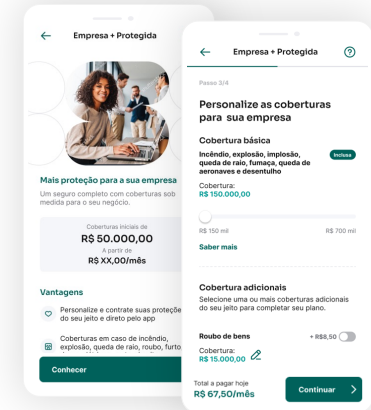 Empresa + Protegida
Mais proteção para a sua empresa
Um seguro completo com coberturas sob
medida para o seu negócio.
Coberturas iniciais de
R$ 50.000,00
A partir de
R$ XX,00/mês
Vantagens
Personalize e contrate suas proteçõe
do seu jeito e direto pelo app
Coberturas em caso de incêndio,
explosão, queda de raio, roubo, furto
Conhecer
Empresa + Protegida
Passo 3/4
Personalize as coberturas
para sua empresa
Cobertura básica
Incêndio, explosão, implosão,
queda de raio, fumaça, queda de
aeronaves e desentulho
Inclusa
Cobertura:
R$ 150.000,00
R$ 150 mil
R$ 700 mil
Saber mais
Cobertura adicionais
Selecione uma ou mais coberturas adicionais
do seu jeito para completar seu plano.
Roubo de bens
+ R$8,50
Cobertura:
R$ 15.000,00
Total a pagar hoje
R$ 67,50/mês
Continuar